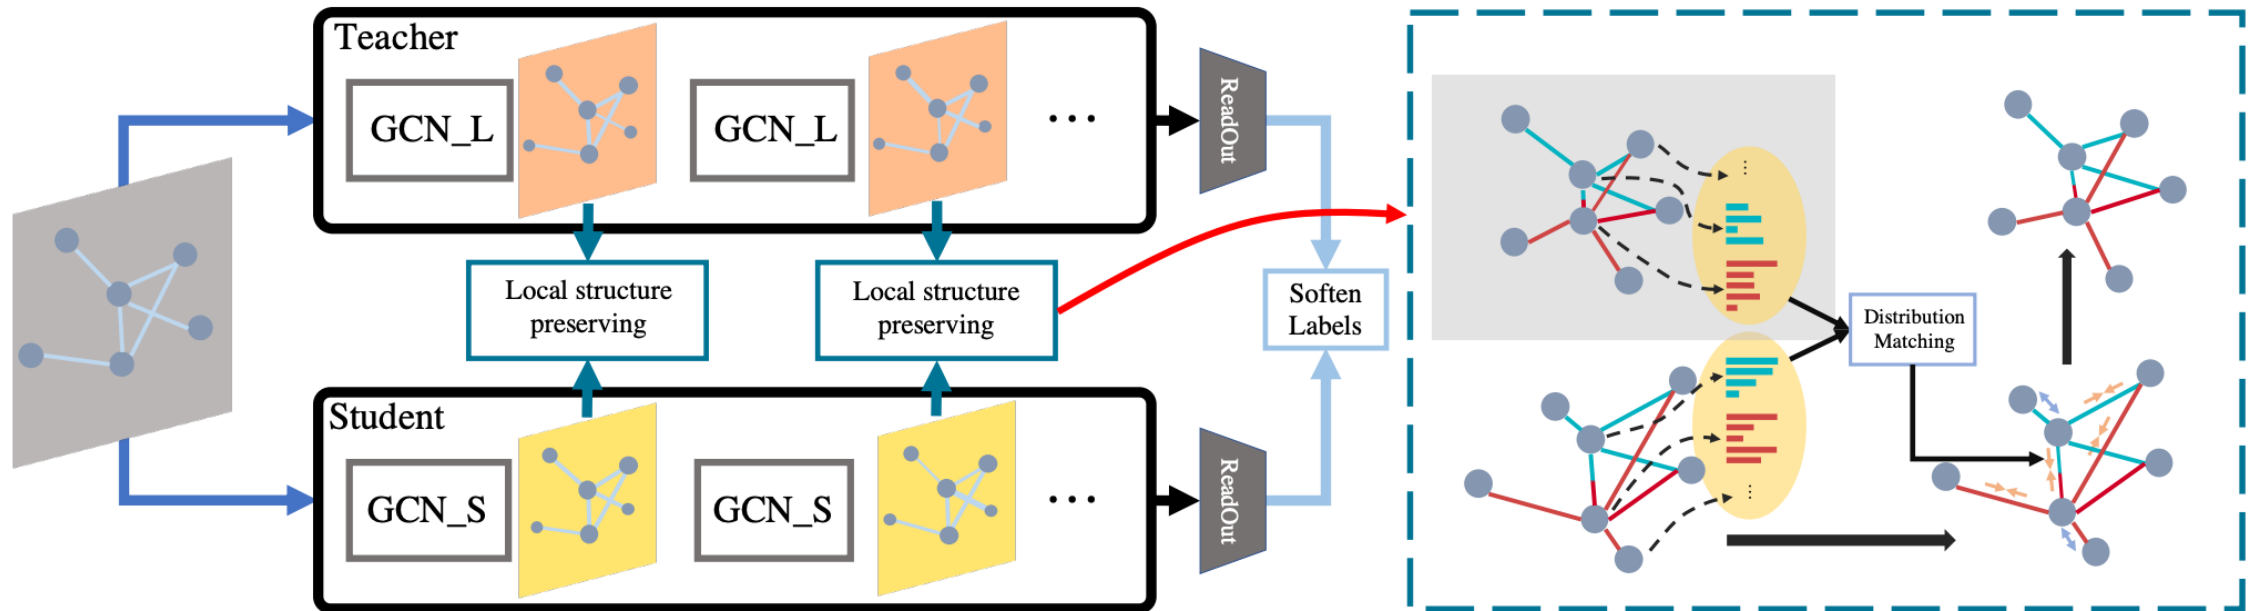 Teacher
GCN_L
GCN_L
...
ReadOut
Local structure
preserving
Local structure
preserving
Soften
Labels
Student
GCN_S
GCN_S
...
ReadOut
...
Distribution
Matching
...